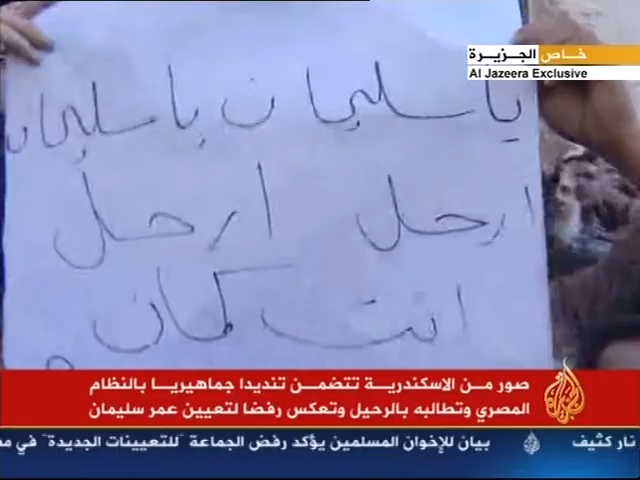 خاص الجزيرة
Al Jazeera Exclusive
يا سليمان يا سليمان
ارحل ارحل
انت كمان
صور من الاسكندرية تتضمن تنديدا جماهيريا بالنظام
المصري وتطالبه بالرحيل وتعكس رفضا لتعيين عمر سليمان
نار كثيف بيان للإخوان المسلمين يؤكد رفض الجماعة "للتعيينات الجديدة" في